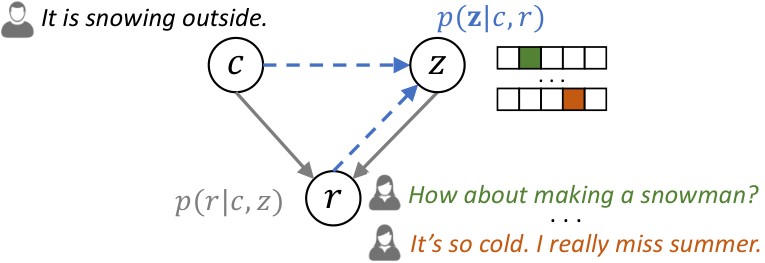 It is snowing outside.
p(z|c, r)
c
z
. . .
p(r|c, z)
r
How about making a snowman?
. . .
It's so cold. I really miss summer.